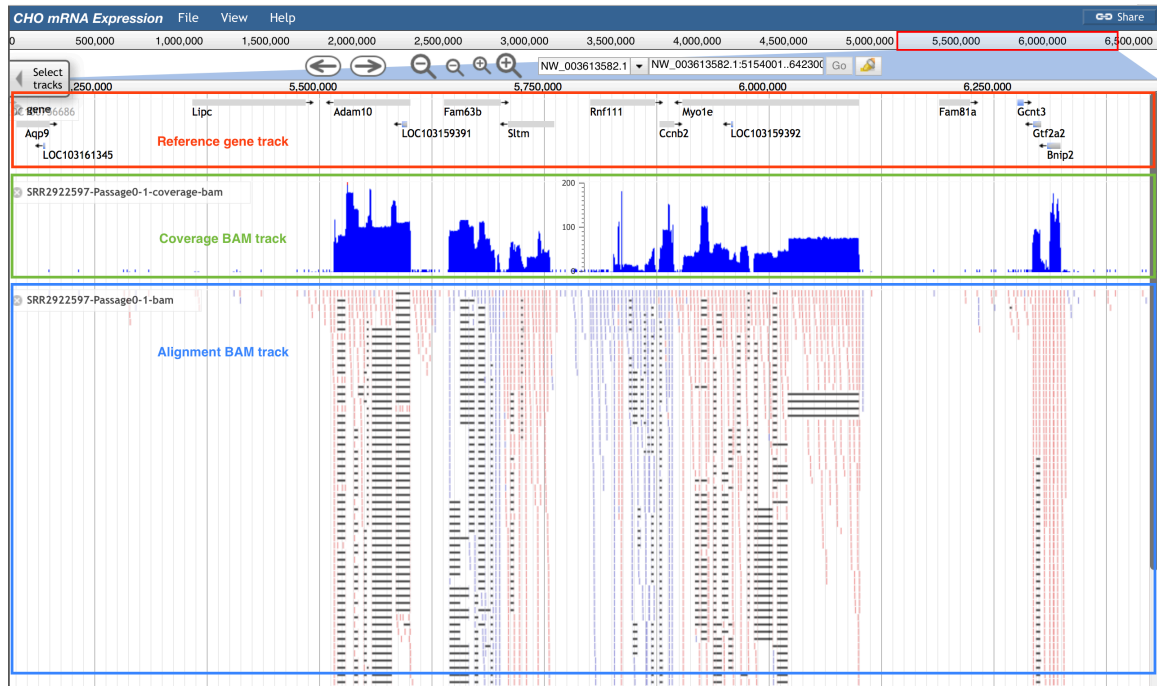 CHO mRNA Expression File View Help Share
0 500,000 1,000,000 1,500,000 2,000,000 2,500,000 3,000,000 3,500,000 4,000,000 4,500,000 5,000,000 5,500,000 6,000,000 6,500,000
NW_003613582.1 NW_003613582.1:5154001..642300 Go
Select
tracks
,250,000 5,500,000 5,750,000 6,000,000 6,250,000
gene Lipc Adam10 Fam63b Rnf111 Myo1e Fam81a Gcnt3
Aqp9 LOC103159391 Sltm Ccnb2 LOC103159392 Gtf2a2
Reference gene track
LOC103161345 Bnip2
SRR2922597-Passage0-1-coverage-bam
200
100
0
Coverage BAM track
SRR2922597-Passage0-1-bam
Alignment BAM track